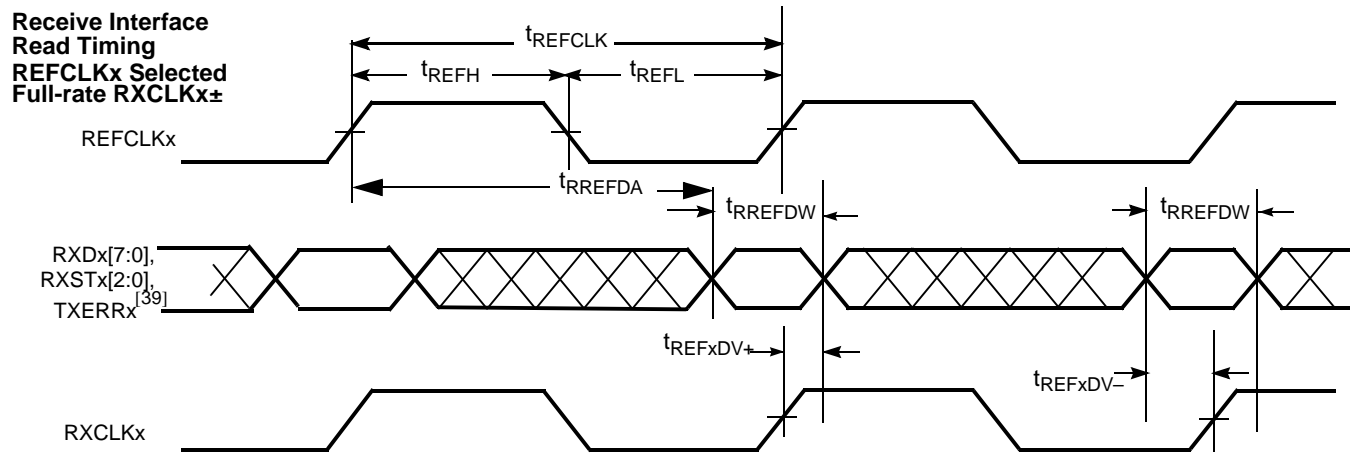 Receive Interface
Read Timing
REFCLKx Selected
Full-rate RXCLKx±
tREFCLK
tREFH
tREFL
REFCLKx
tRREFDA
tRREFDW
tRREFDW
RXDx[7:0],
RXSTx[2:0],
TXERRx[39]
tREFxDV+
tREFxDV–
RXCLKx